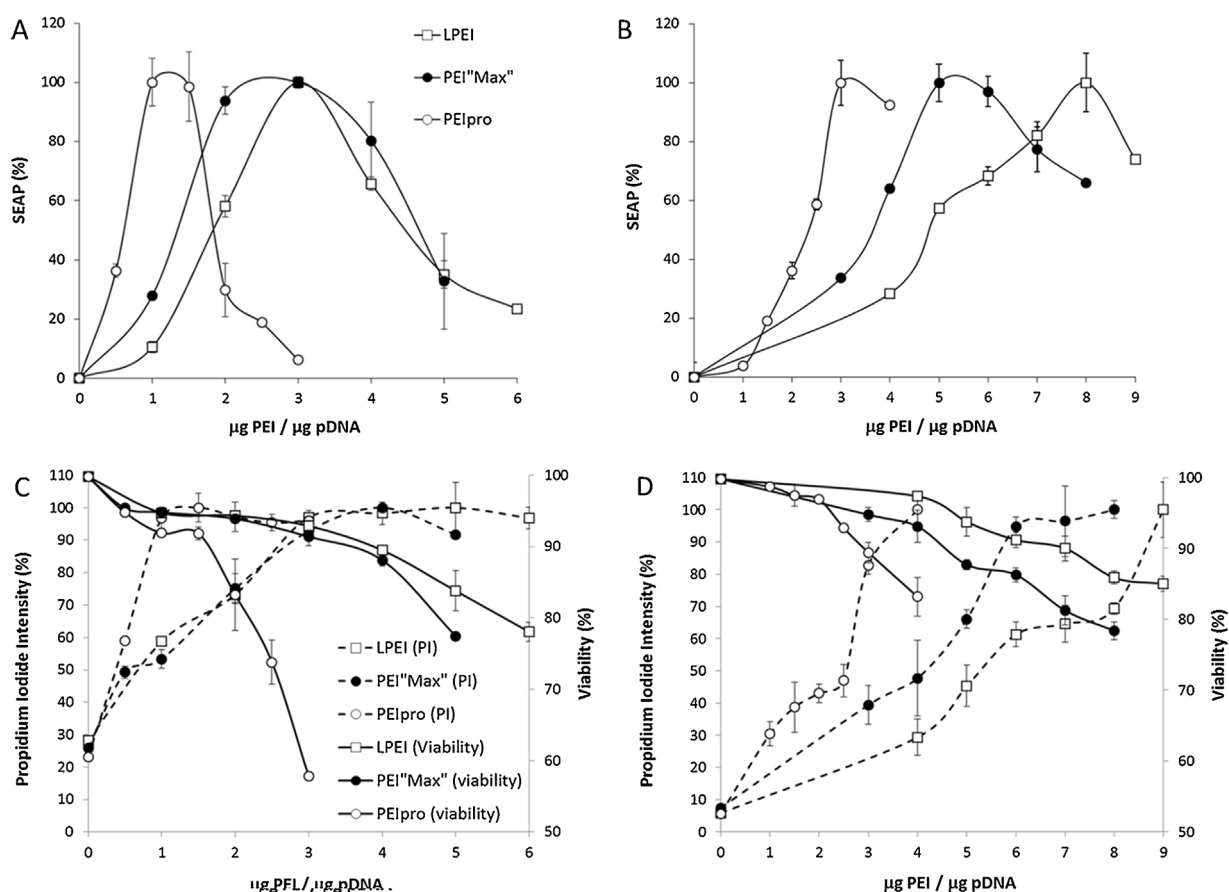 A
120
100
80
60
40
20
0
SEAP (%)
0 1 2 3 4 5 6
µg PEI / µg pDNA
LPEI
PEI"Max"
PEIpro
B
120
100
80
60
40
20
0
SEAP (%)
0 1 2 3 4 5 6 7 8 9
µg PEI / µg pDNA
C
110
100
90
80
70
60
50
40
30
20
10
0
Propidium Iodide Intensity (%)
100
90
80
70
60
50
Viability (%)
LPEI (PI)
PEI"Max" (PI)
PEIpro (PI)
LPEI (Viability)
PEI"Max" (viability)
PEIpro (viability)
0 1 2 3 4 5 6
D
110
100
90
80
70
60
50
40
30
20
10
0
Propidium Iodide Intensity (%)
100
90
80
70
60
50
Viability (%)
0 1 2 3 4 5 6 7 8 9
µg PEI / µg pDNA